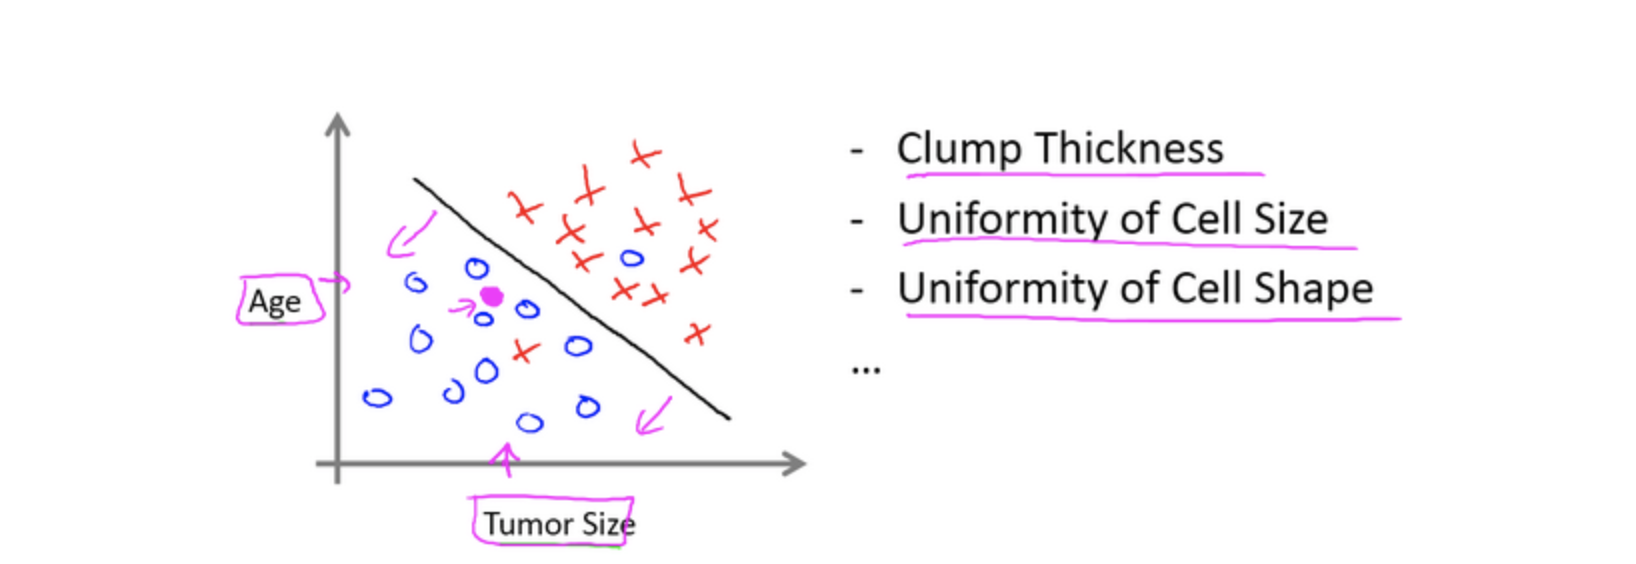 - Clump Thickness
- Uniformity of Cell Size
- Uniformity of Cell Shape
...
Age
Tumor Size